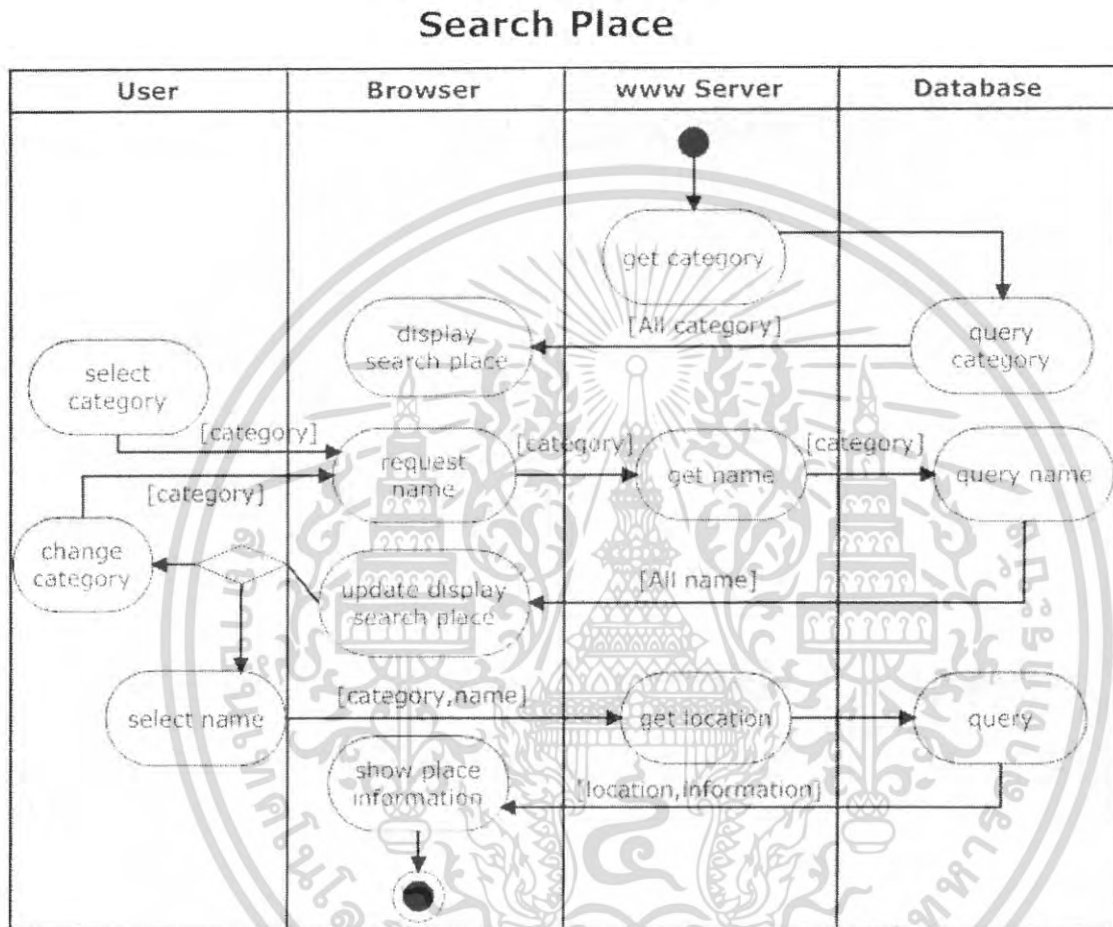 Search Place
User
Browser
www Server
Database
get category
[All category]
display
search place
query
category
select
category
[category]
request
name
[category]
get name
[category]
query name
[category]
change
category
update display
search place
[All name]
select name
[category,name]
get location
query
show place
information
[location,information]